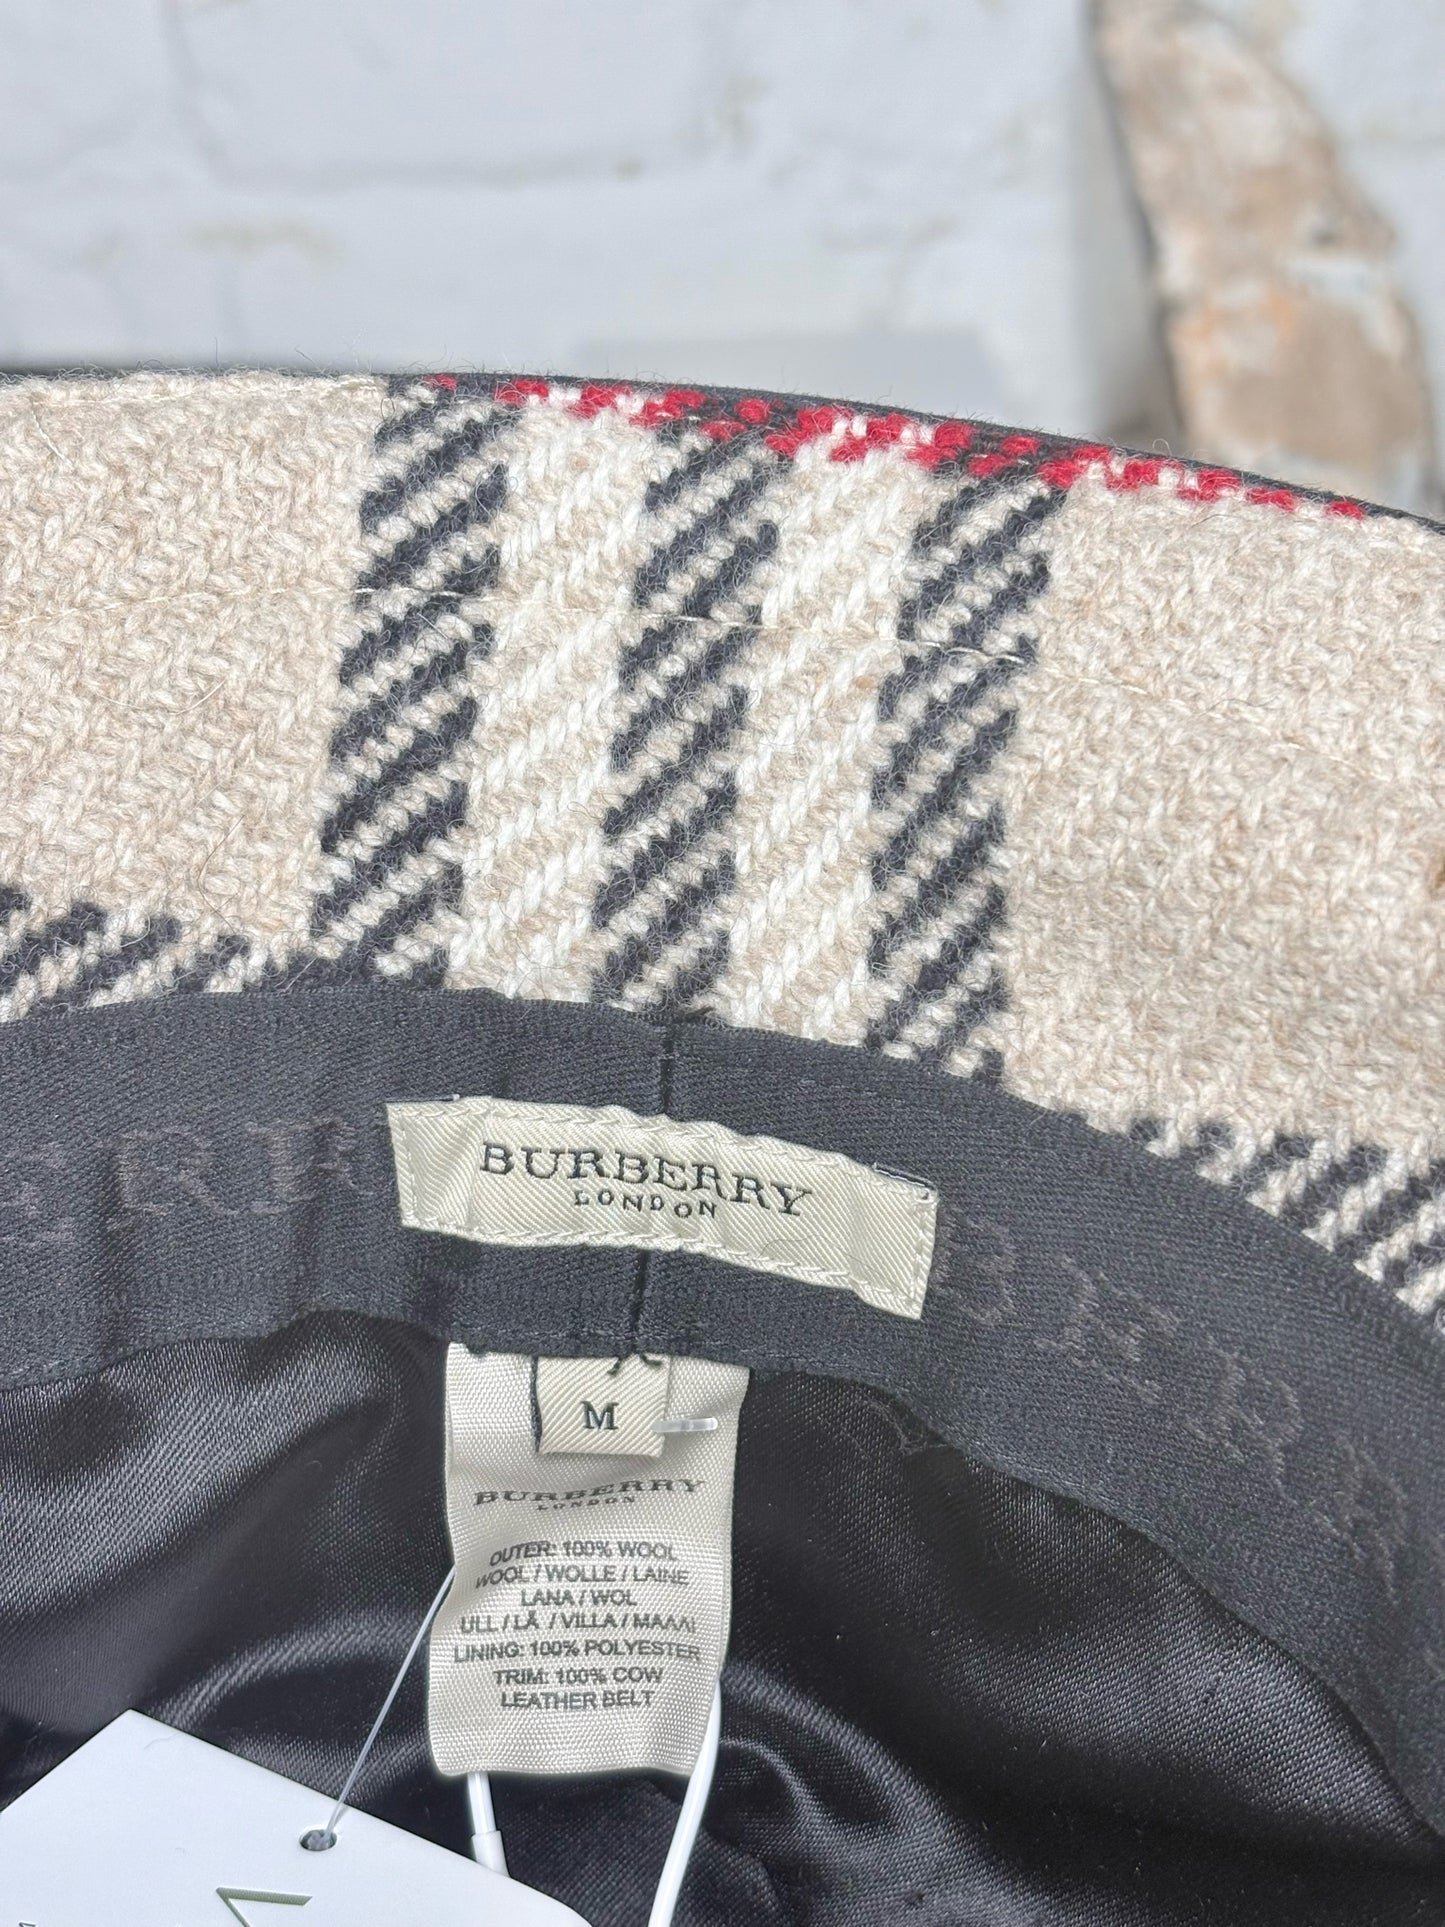 BURBERRY
LONDON
M
BURBERRY
LONDON
OUTER: 100% WOOL
WOOL / WOLLE / LAINE
LANA / WOL
ULL / LÅ / VILLA / ΜΑΛΛΙ
LINING: 100% POLYESTER
TRIM: 100% COW
LEATHER BELT